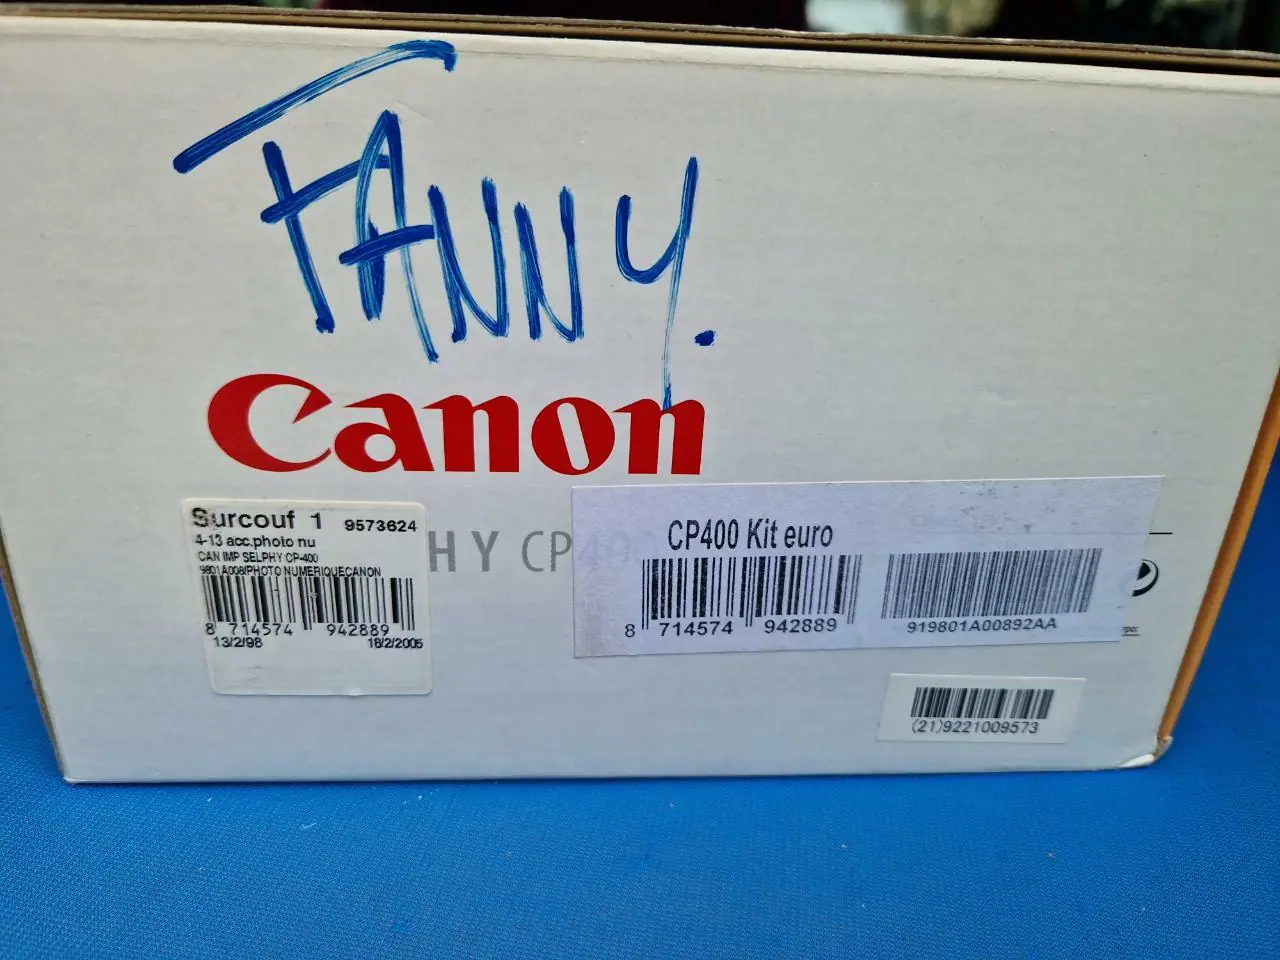 FANNY.
Canon
Surcouf 1 9573624
4-13 acc.photo nu
CAN IMP SELPHY CP-400
9801A008/PHOTO NUMERIQUECANON
8 714574 942889
13/2/98 18/2/2005
HY CP400
CP400 Kit euro
8 714574 942889
919801A00892AA
(21)9221009573